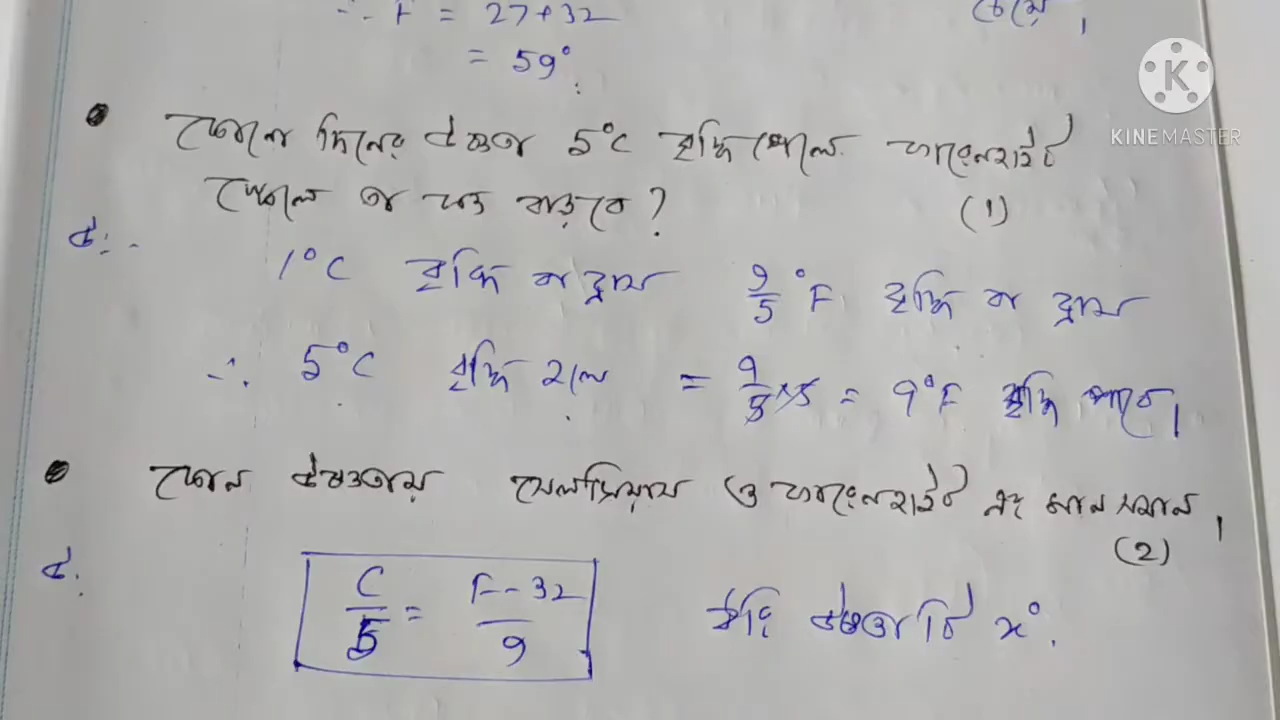 ∴ F = 27+32
= 59°
K
KINEMASTER
কোনো দিনের উষ্ণতা 5°C বৃদ্ধি পেলে ফারেনহাইট
স্কেলে তা কত বাড়বে? (1)
উঃ-
1°C বৃদ্ধি বা হ্রাস 9/5 °F বৃদ্ধি বা হ্রাস
∴ 5°C বৃদ্ধি হলে = 9/5 × 5 = 9°F বৃদ্ধি পাবে।
কোন উষ্ণতায় সেলসিয়াস ও ফারেনহাইট এর মান সমান। (2)
উ.
C/5 = F-32/9 যদি উষ্ণতাটি x°.